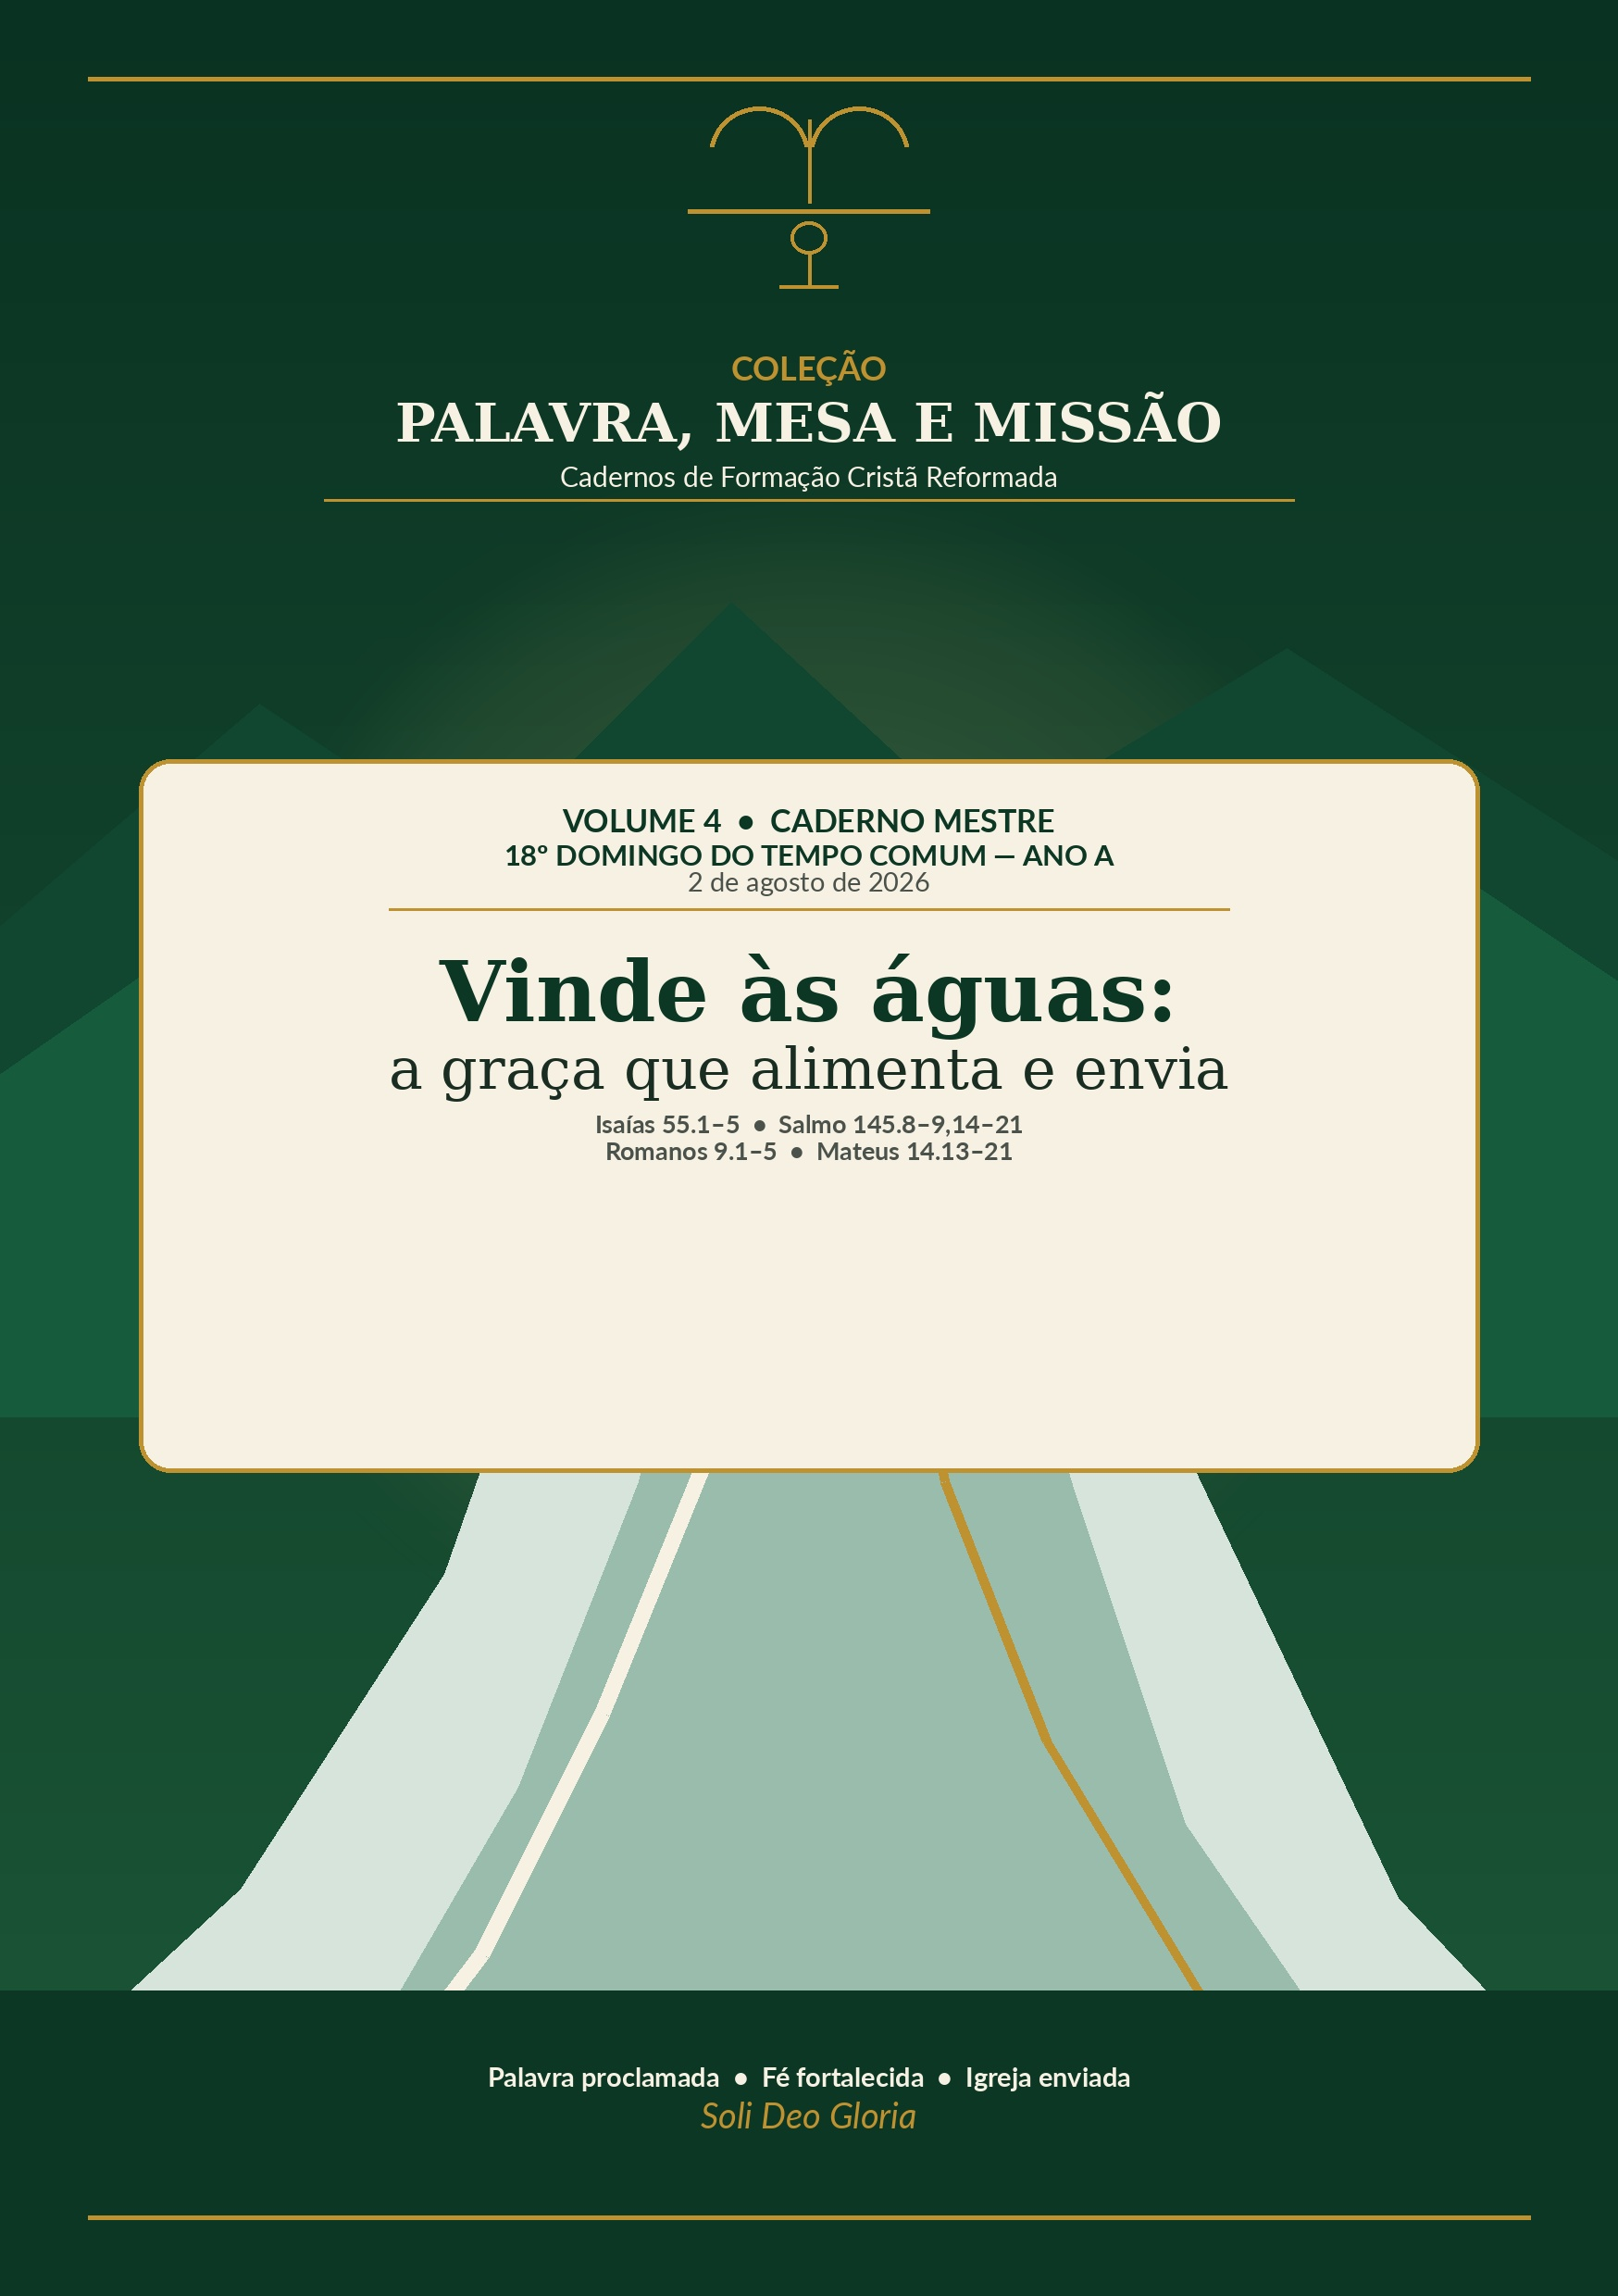 COLEÇÃO
PALAVRA, MESA E MISSÃO
Cadernos de Formação Cristã Reformada
VOLUME 4 ● CADERNO MESTRE
18º DOMINGO DO TEMPO COMUM — ANO A
2 de agosto de 2026
Vinde às águas:
a graça que alimenta e envia
Isaías 55.1–5 ● Salmo 145.8–9,14–21
Romanos 9.1–5 ● Mateus 14.13–21
Palavra proclamada ● Fé fortalecida ● Igreja enviada
Soli Deo Gloria